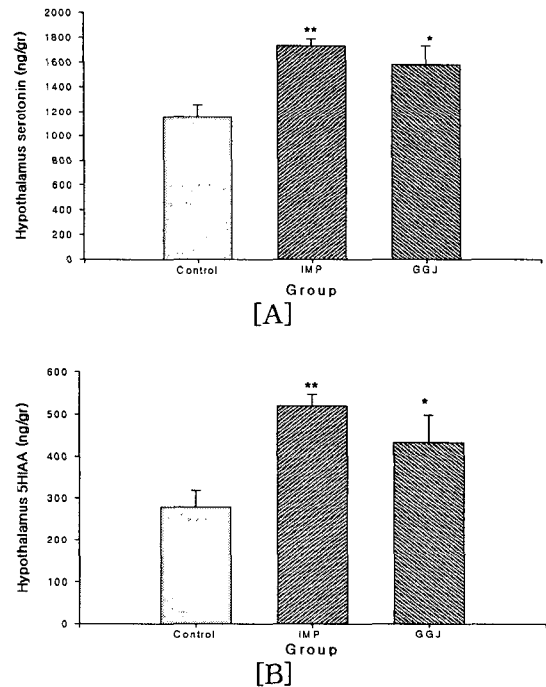 Hypothalamus serotonin (ng/gr)
2000
1800
1600
1400
1200
1000
800
600
400
200
0
**
*
Control IMP GGJ
Group
[A]
Hypothalamus 5HIAA (ng/gr)
600
500
400
300
200
100
0
**
*
Control IMP GGJ
Group
[B]